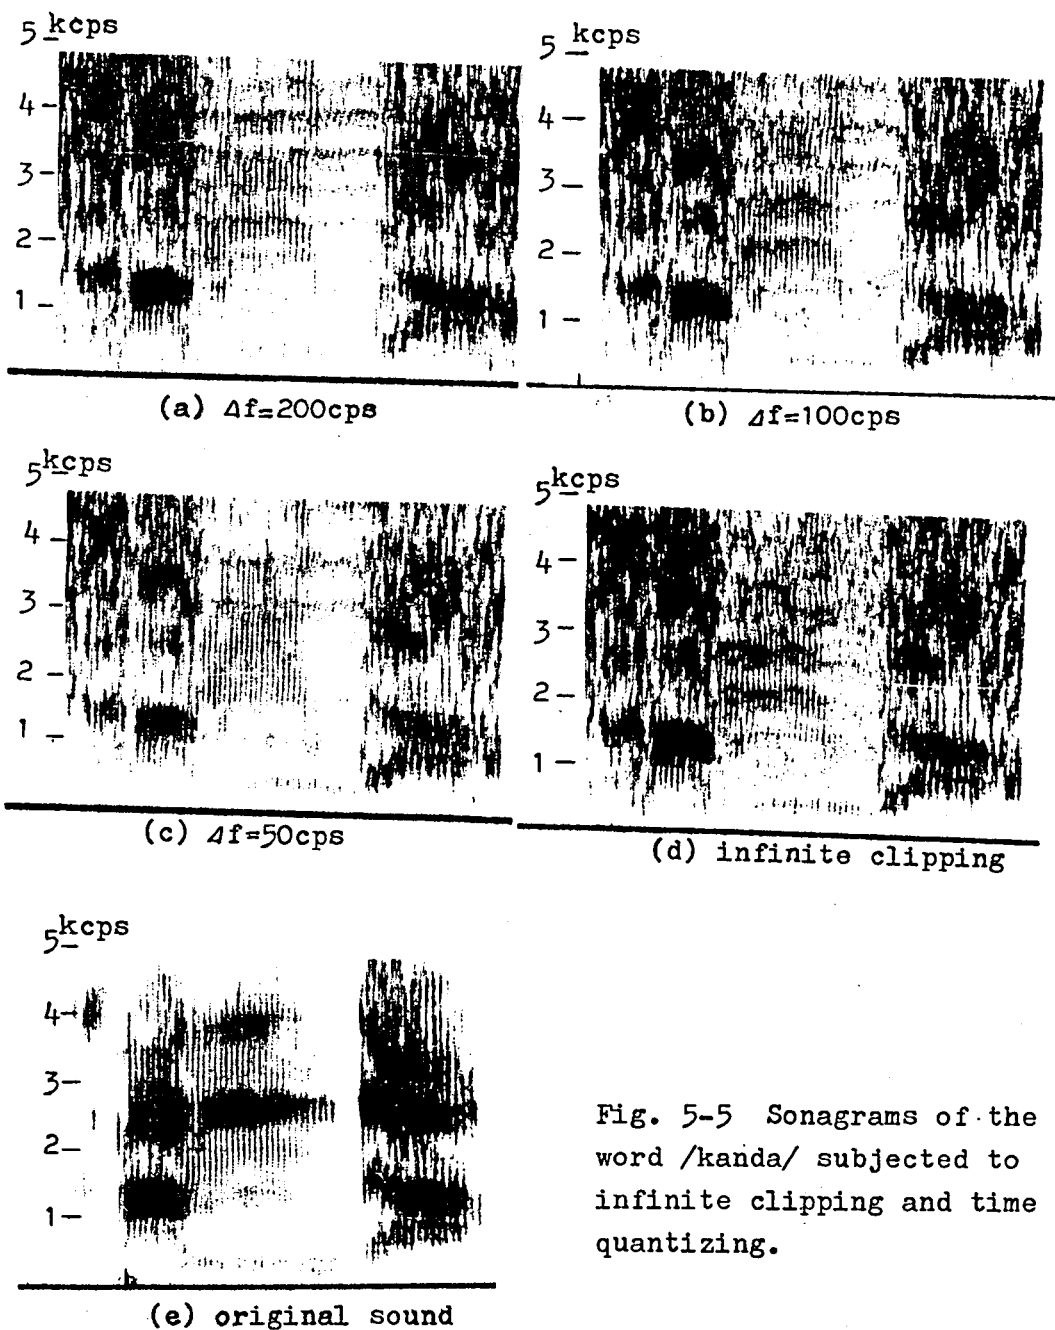 5 kcps
4
3
2
1
(a) Δf=200cps
5 kcps
4
3
2
1
(b) Δf=100cps
5 kcps
4
3
2
1
(c) Δf=50cps
5 kcps
4
3
2
1
(d) infinite clipping
5 kcps
4
3
2
1
(e) original sound
Fig. 5-5 Sonagrams of the
word /kanda/ subjected to
infinite clipping and time
quantizing.